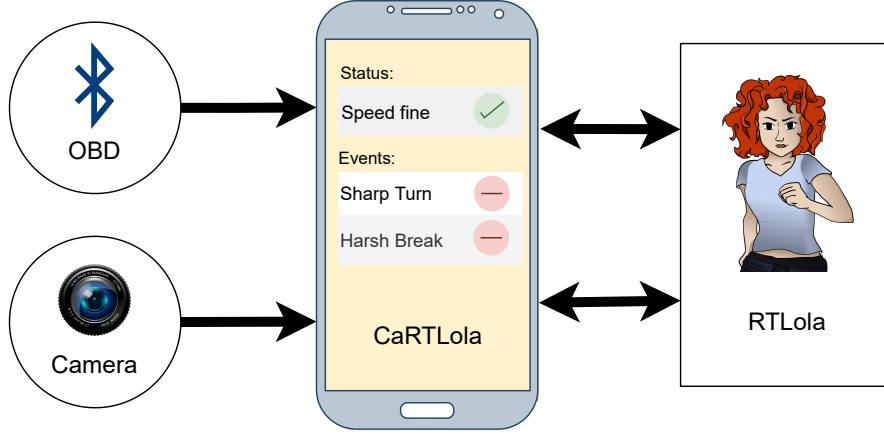 OBD
Camera
Status:
Speed fine
Events:
Sharp Turn
Harsh Break
CaRTLola
RTLola